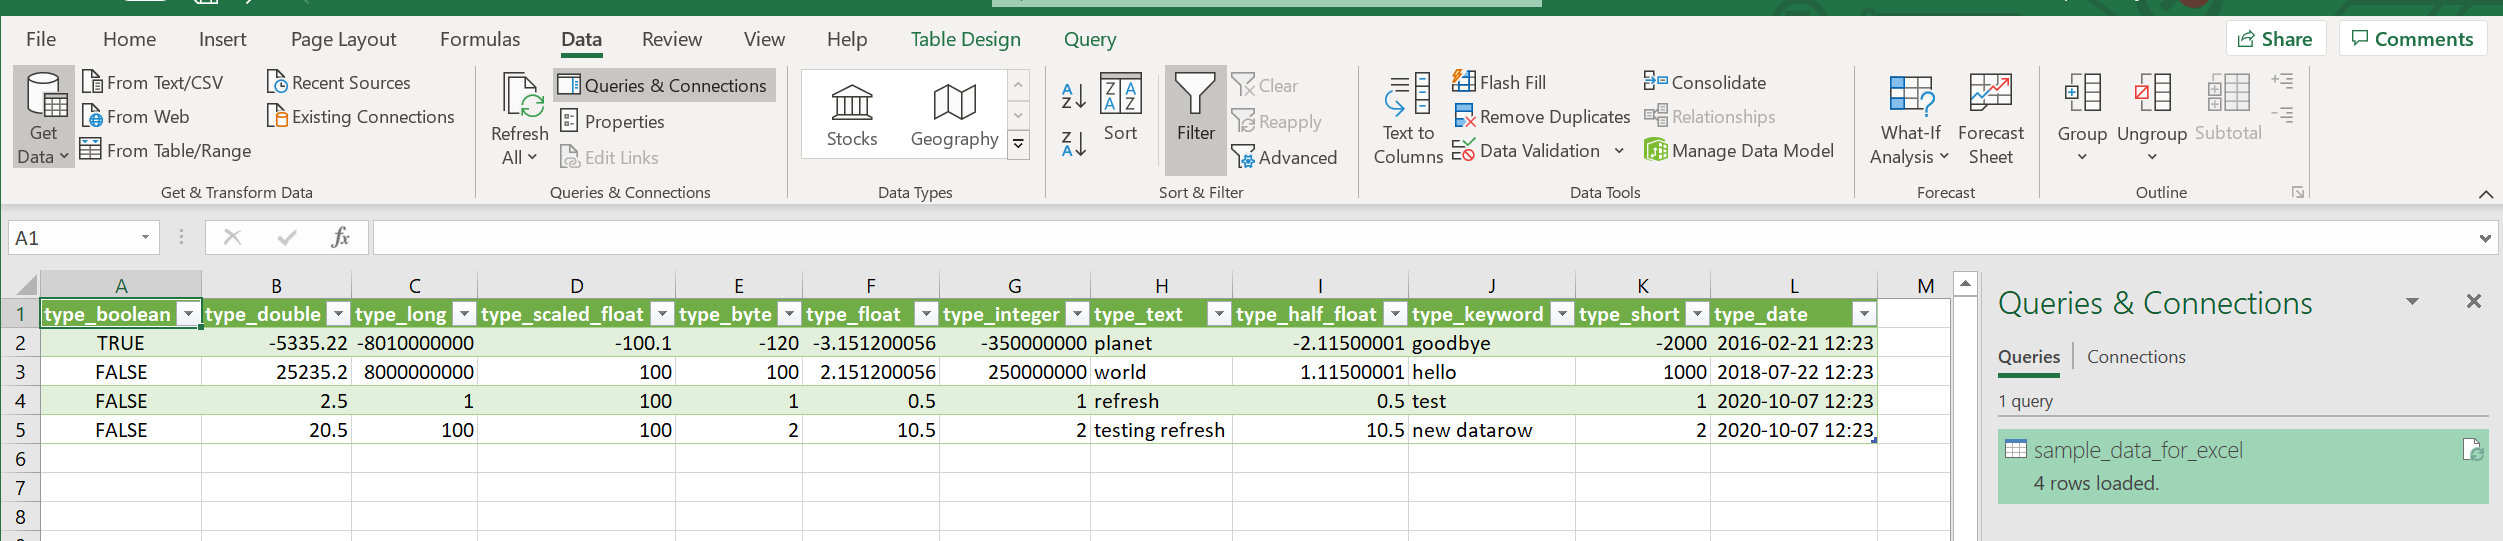 File Home Insert Page Layout Formulas Data Review View Help Table Design Query Share Comments
Get Data
From Text/CSV
From Web
From Table/Range
Recent Sources
Existing Connections
Get & Transform Data
Refresh All
Queries & Connections
Properties
Edit Links
Queries & Connections
Stocks
Geography
Data Types
A Z
Z A
Z A A Z
Sort
Filter
Clear
Reapply
Advanced
Sort & Filter
Text to Columns
Flash Fill
Remove Duplicates
Data Validation
Consolidate
Relationships
Manage Data Model
Data Tools
What-If Analysis
Forecast Sheet
Forecast
Group
Ungroup
Subtotal
Outline
A1
fx
A B C D E F G H I J K L M
1 type_boolean type_double type_long type_scaled_float type_byte type_float type_integer type_text type_half_float type_keyword type_short type_date
2 TRUE -5335.22 -8010000000 -100.1 -120 -3.151200056 -350000000 planet -2.11500001 goodbye -2000 2016-02-21 12:23
3 FALSE 25235.2 8000000000 100 100 2.151200056 250000000 world 1.11500001 hello 1000 2018-07-22 12:23
4 FALSE 2.5 1 100 1 0.5 1 refresh 0.5 test 1 2020-10-07 12:23
5 FALSE 20.5 100 100 2 10.5 2 testing refresh 10.5 new datarow 2 2020-10-07 12:23
6
7
8
Queries & Connections
Queries Connections
1 query
sample_data_for_excel
4 rows loaded.